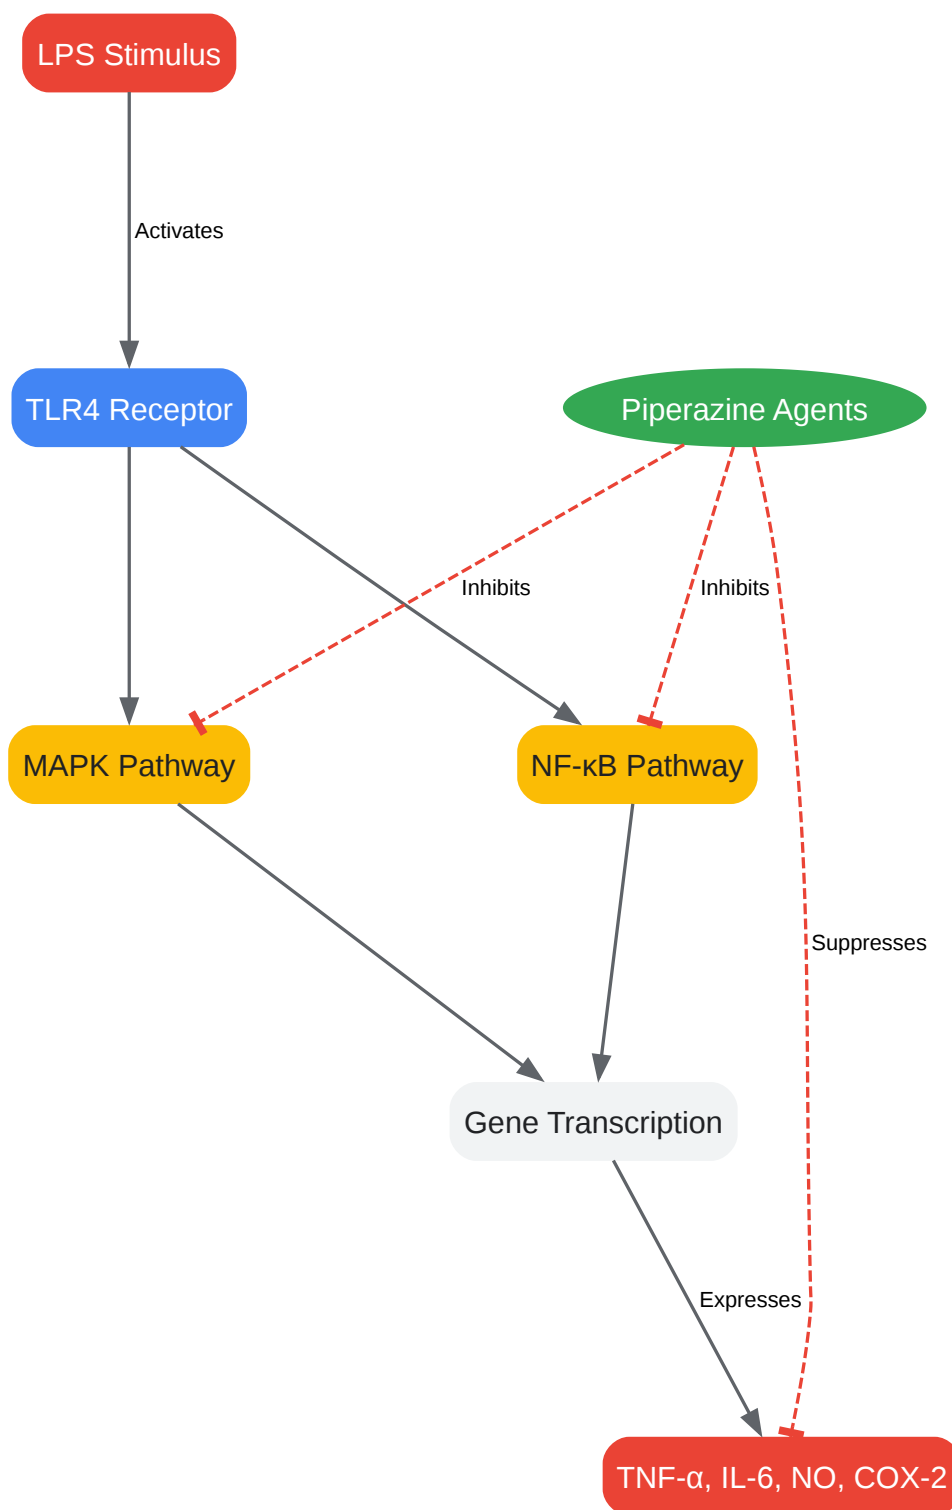 LPS Stimulus
Activates
TLR4 Receptor
Piperazine Agents
Inhibits
Inhibits
MAPK Pathway
NF-κB Pathway
Suppresses
Gene Transcription
Expresses
TNF-α, IL-6, NO, COX-2